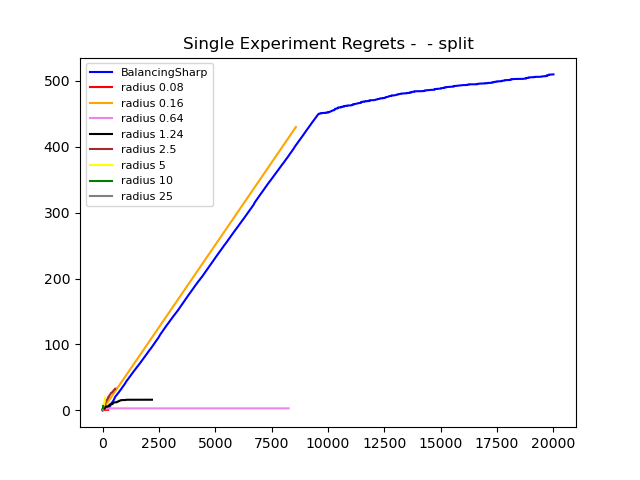 Single Experiment Regrets -  - split
500
400
300
200
100
0
BalancingSharp
radius 0.08
radius 0.16
radius 0.64
radius 1.24
radius 2.5
radius 5
radius 10
radius 25
0 2500 5000 7500 10000 12500 15000 17500 20000